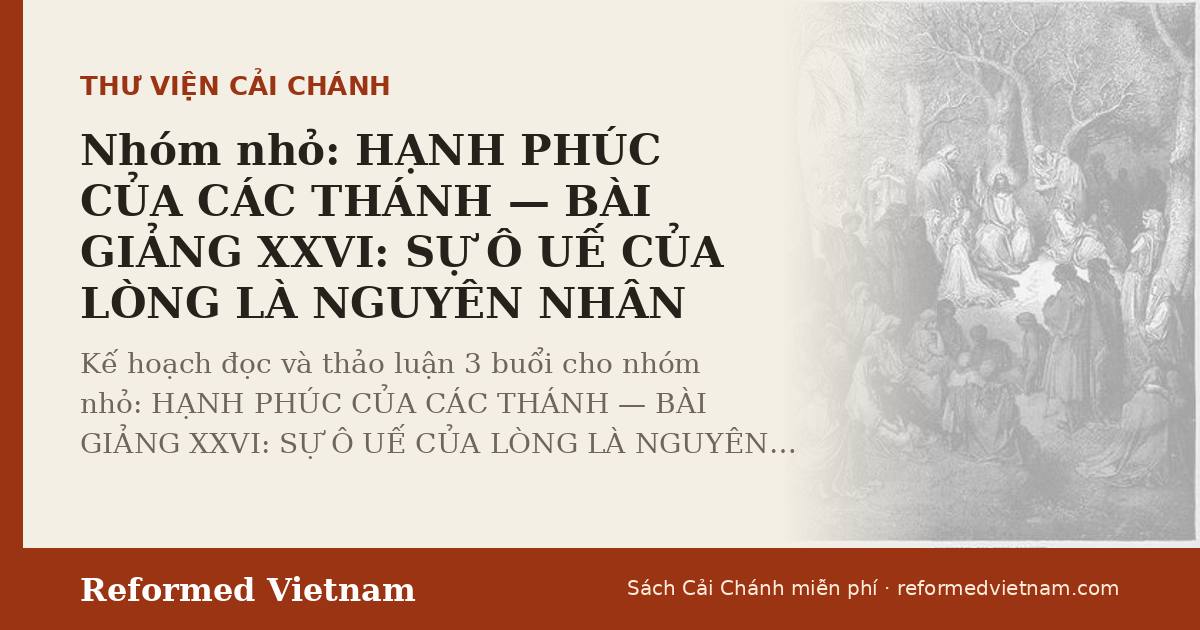 THƯ VIỆN CẢI CHÁNH
Nhóm nhỏ: HẠNH PHÚC
CỦA CÁC THÁNH — BÀI
GIẢNG XXVI: SỰ Ô UẾ CỦA
LÒNG LÀ NGUYÊN NHÂN
Kế hoạch đọc và thảo luận 3 buổi cho nhóm
nhỏ: HẠNH PHÚC CỦA CÁC THÁNH — BÀI
GIẢNG XXVI: SỰ Ô UẾ CỦA LÒNG LÀ NGUYÊN…
Reformed Vietnam
Sách Cải Chánh miễn phí · reformedvietnam.com